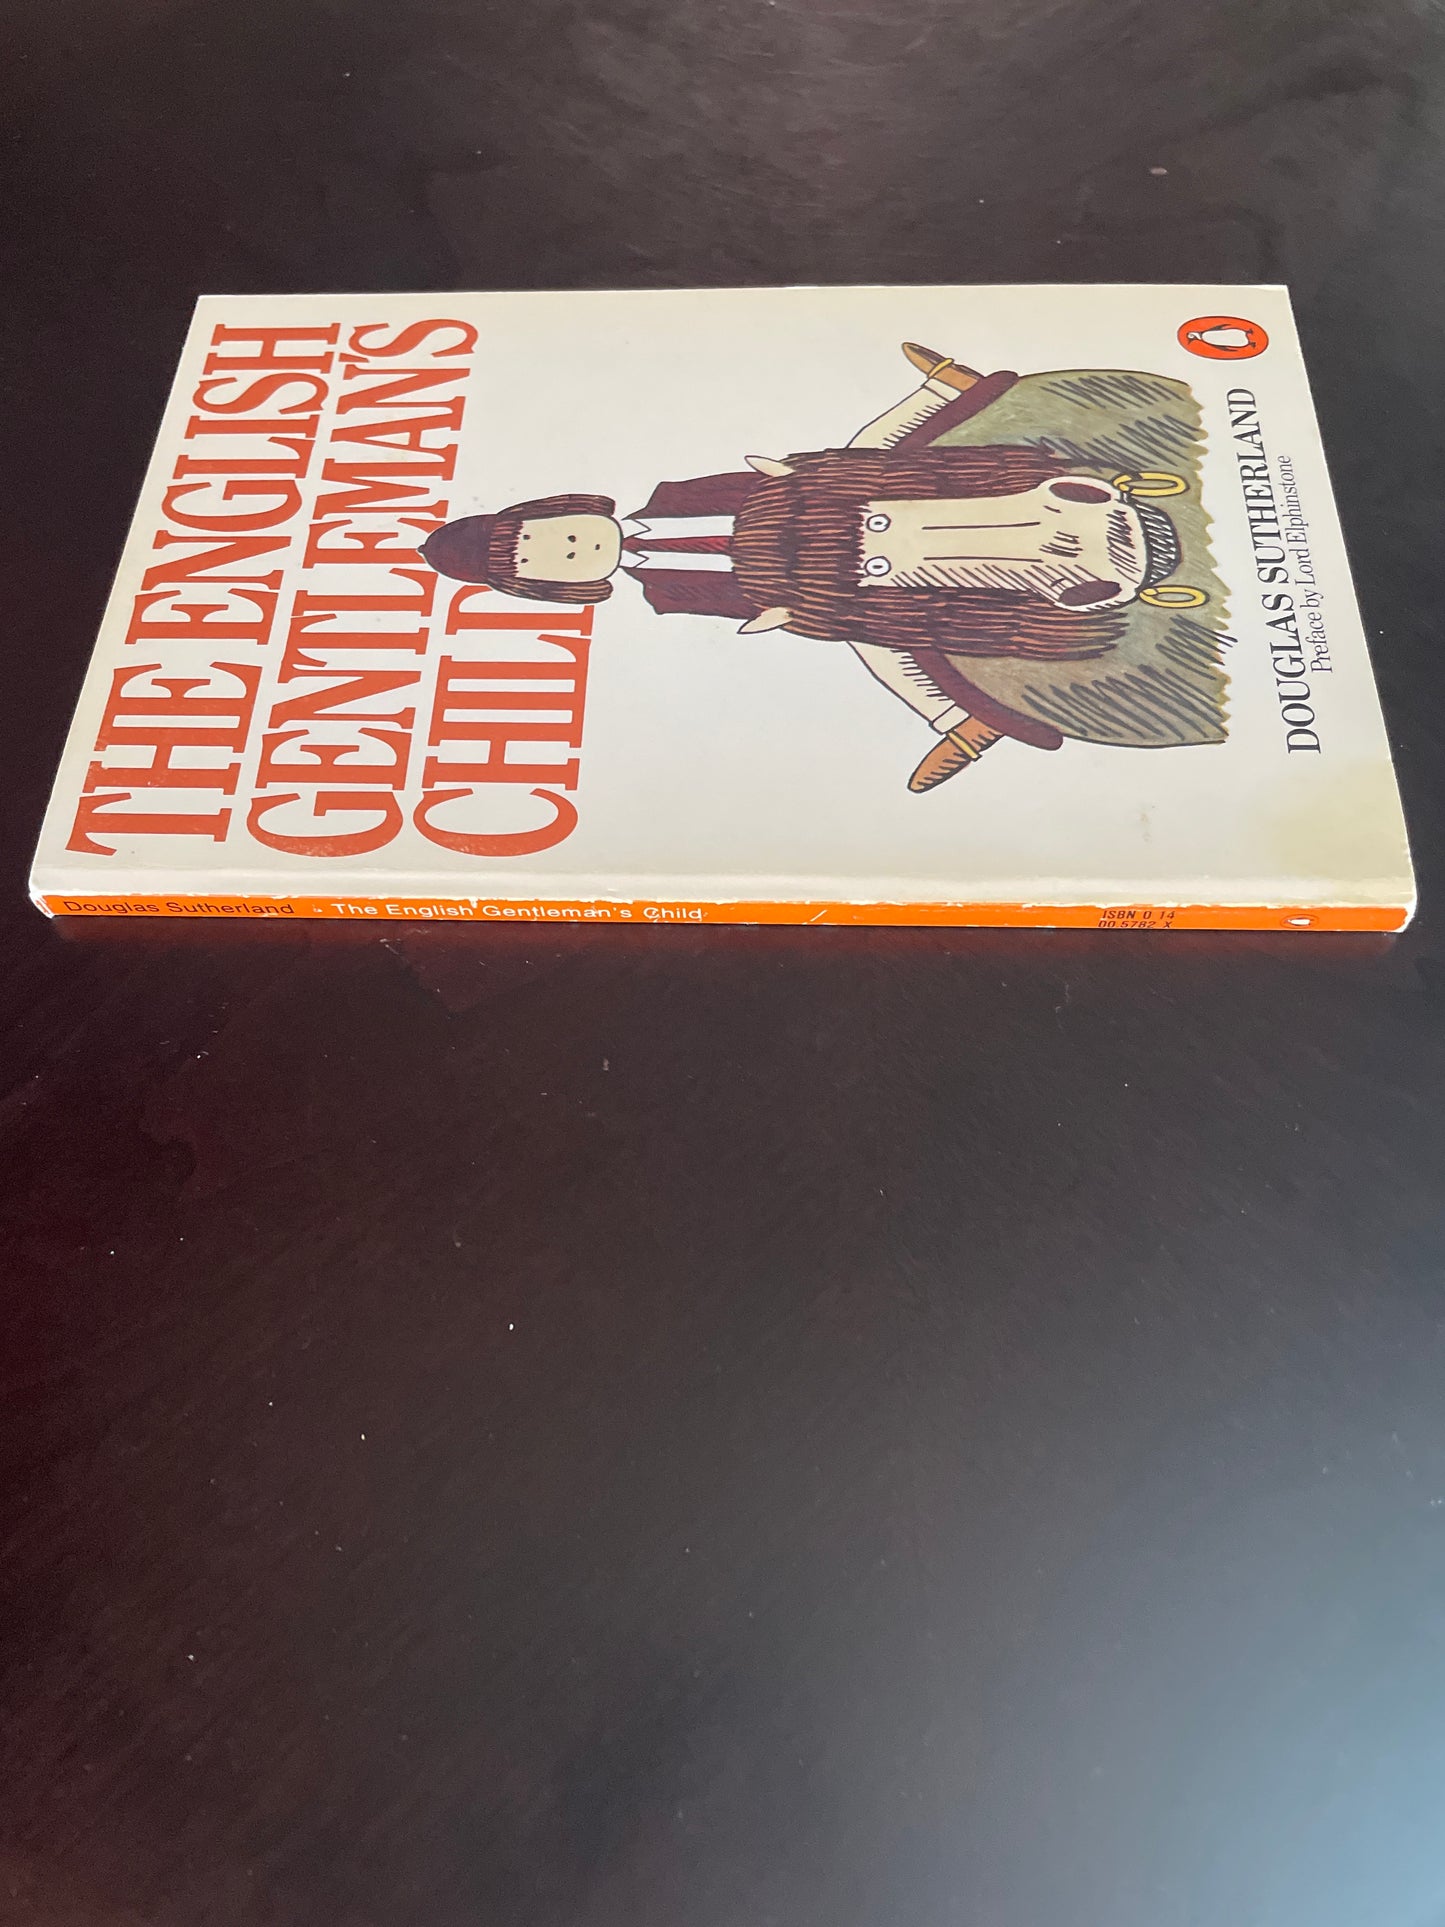 THE ENGLISH
GENTLEMAN'S
CHILD
DOUGLAS SUTHERLAND
Preface by Lord Elphinstone
Douglas Sutherland The English Gentleman's Child
ISBN 0 14
00.5782 X